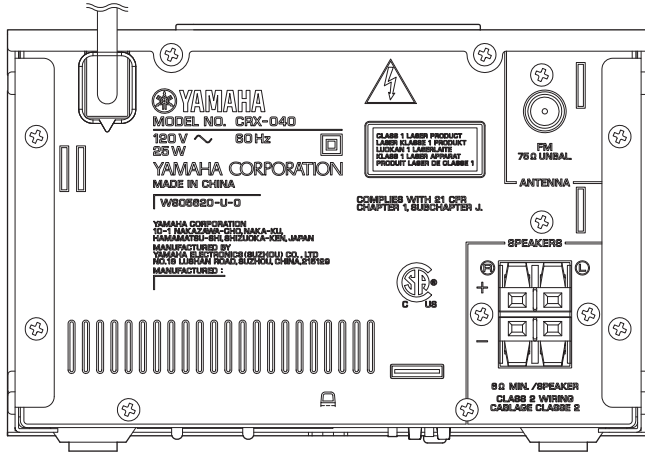 YAMAHA
MODEL NO. CRX-040
120 V ~ 60 Hz
25 W
YAMAHA CORPORATION
MADE IN CHINA
WS05620-U-0
YAMAHA CORPORATION
10-1 NAKAZAWA-CHO, NAKA-KU,
HAMAMATSU-SHI, SHIZUOKA-KEN, JAPAN
MANUFACTURED BY
YAMAHA ELECTRONICS (SUZHOU) CO., LTD
NO.18 LUSHAN ROAD, SUZHOU, CHINA, 215129
MANUFACTURED :
CLASS 1 LASER PRODUCT
LASER KLASSE 1 PRODUKT
LUOKAN 1 LASERLAITE
KLASS 1 LASER APPARAT
PRODUIT LASER DE CLASSE 1
COMPLIES WITH 21 CFR
CHAPTER 1, SUBCHAPTER J.
SA ®
C US
FM
75 Ω UNBAL.
ANTENNA
SPEAKERS
R L
+
−
6 Ω MIN. /SPEAKER
CLASS 2 WIRING
CABLAGE CLASSE 2